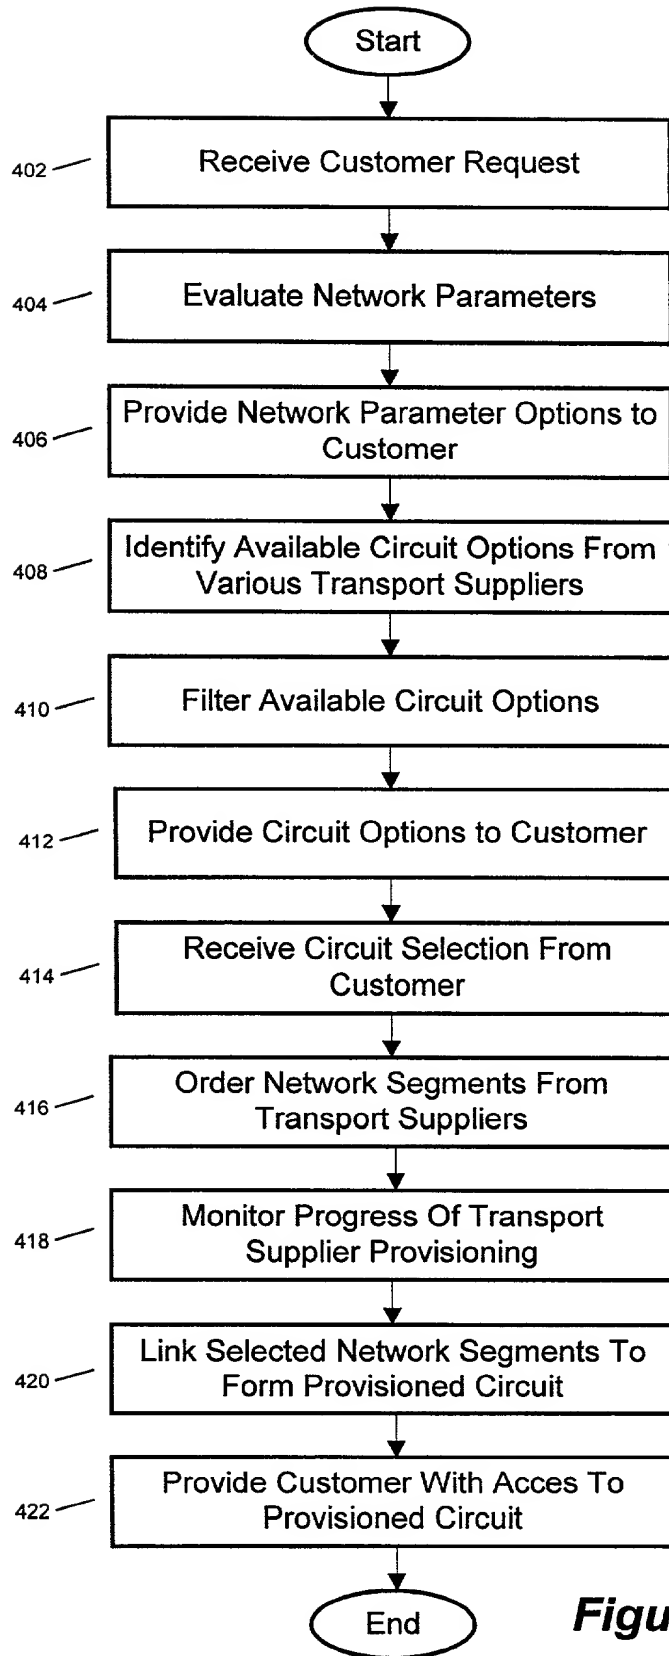 Start
402
Receive Customer Request
404
Evaluate Network Parameters
406
Provide Network Parameter Options to
Customer
408
Identify Available Circuit Options From
Various Transport Suppliers
410
Filter Available Circuit Options
412
Provide Circuit Options to Customer
414
Receive Circuit Selection From
Customer
416
Order Network Segments From
Transport Suppliers
418
Monitor Progress Of Transport
Supplier Provisioning
420
Link Selected Network Segments To
Form Provisioned Circuit
422
Provide Customer With Acces To
Provisioned Circuit
End